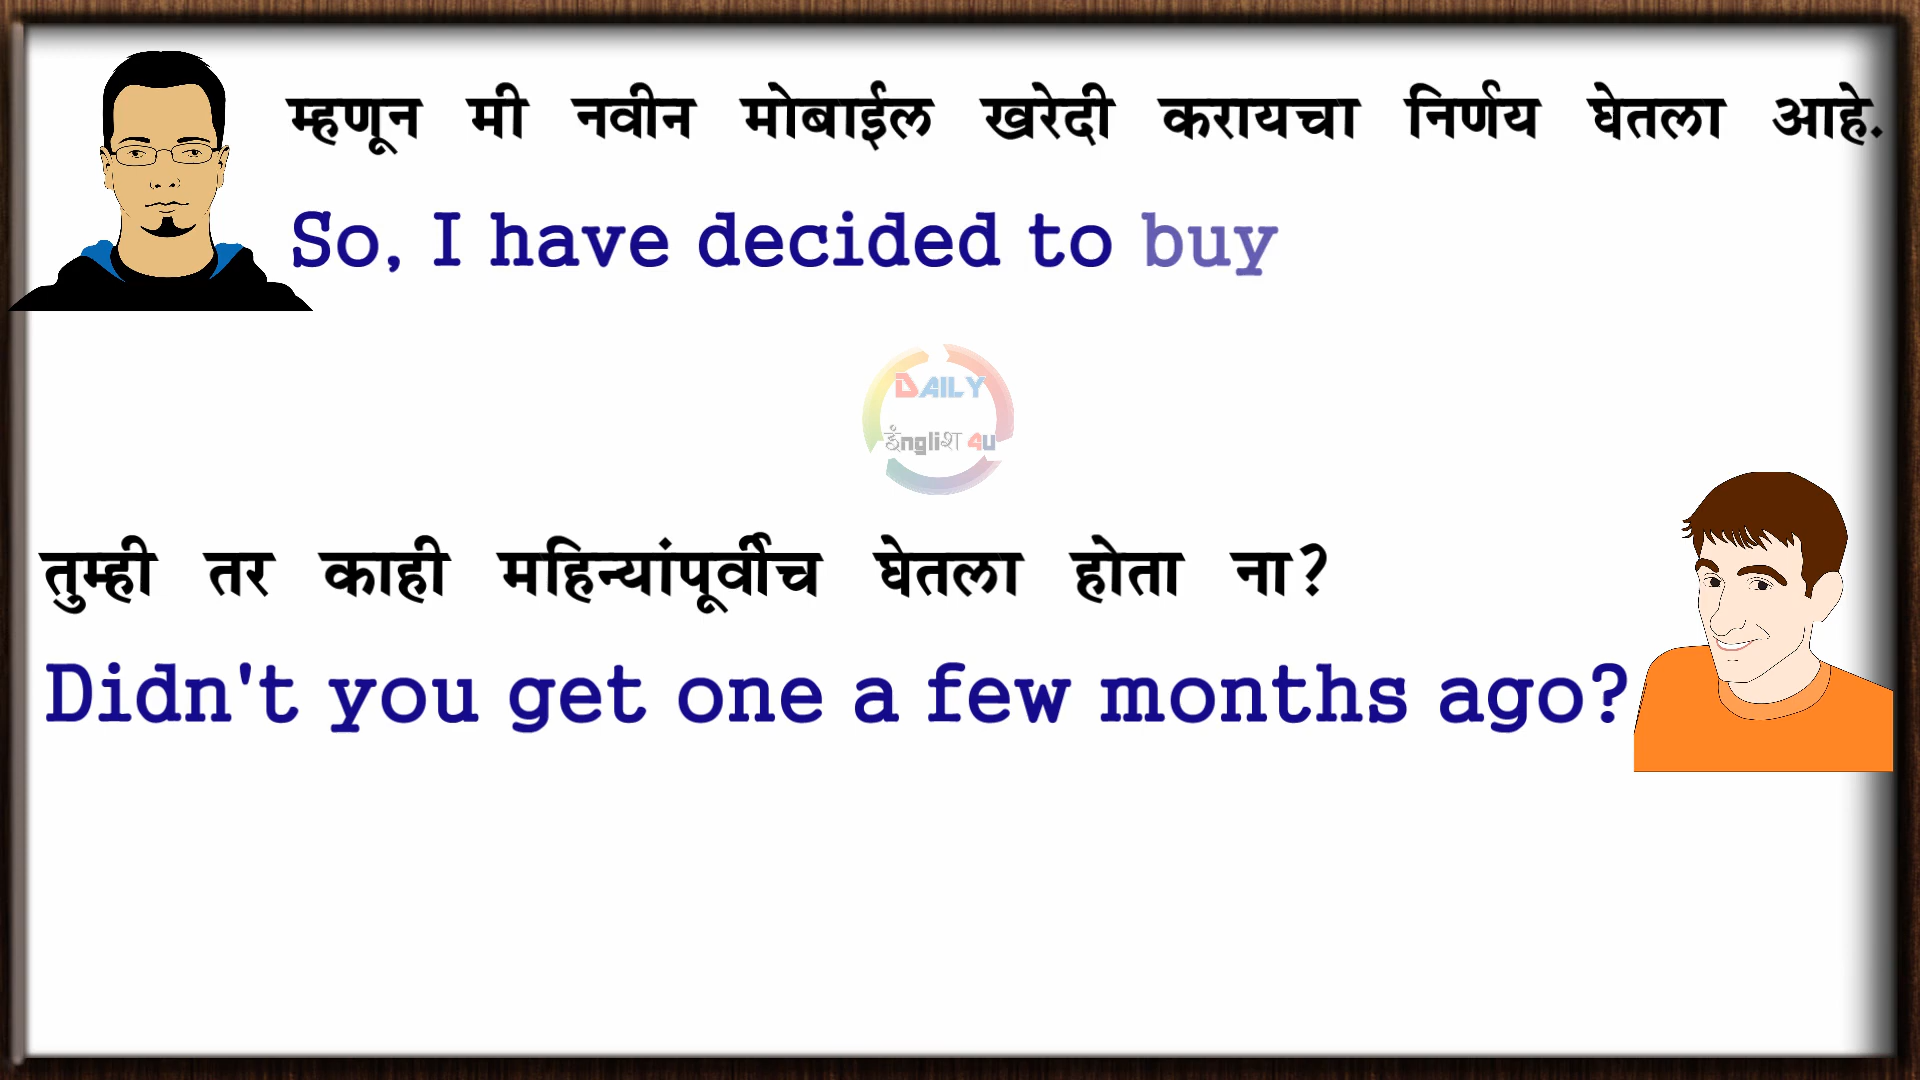 म्हणून मी नवीन मोबाईल खरेदी करायचा निर्णय घेतला आहे.
So, I have decided to buy
DAILY
इंngliश 4u
तुम्ही तर काही महिन्यांपूर्वीच घेतला होता ना?
Didn't you get one a few months ago?